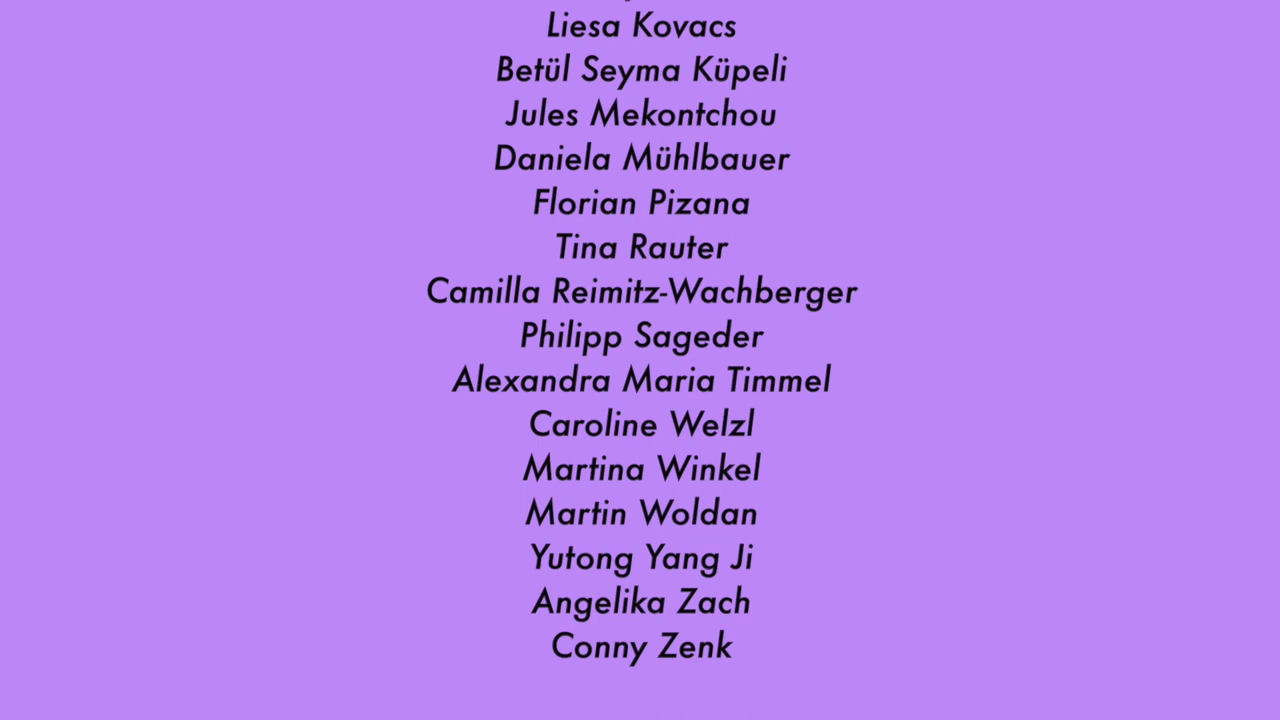 Liesa Kovacs
Betül Seyma Küpeli
Jules Mekontchou
Daniela Mühlbauer
Florian Pizana
Tina Rauter
Camilla Reimitz-Wachberger
Philipp Sageder
Alexandra Maria Timmel
Caroline Welzl
Martina Winkel
Martin Woldan
Yutong Yang Ji
Angelika Zach
Conny Zenk